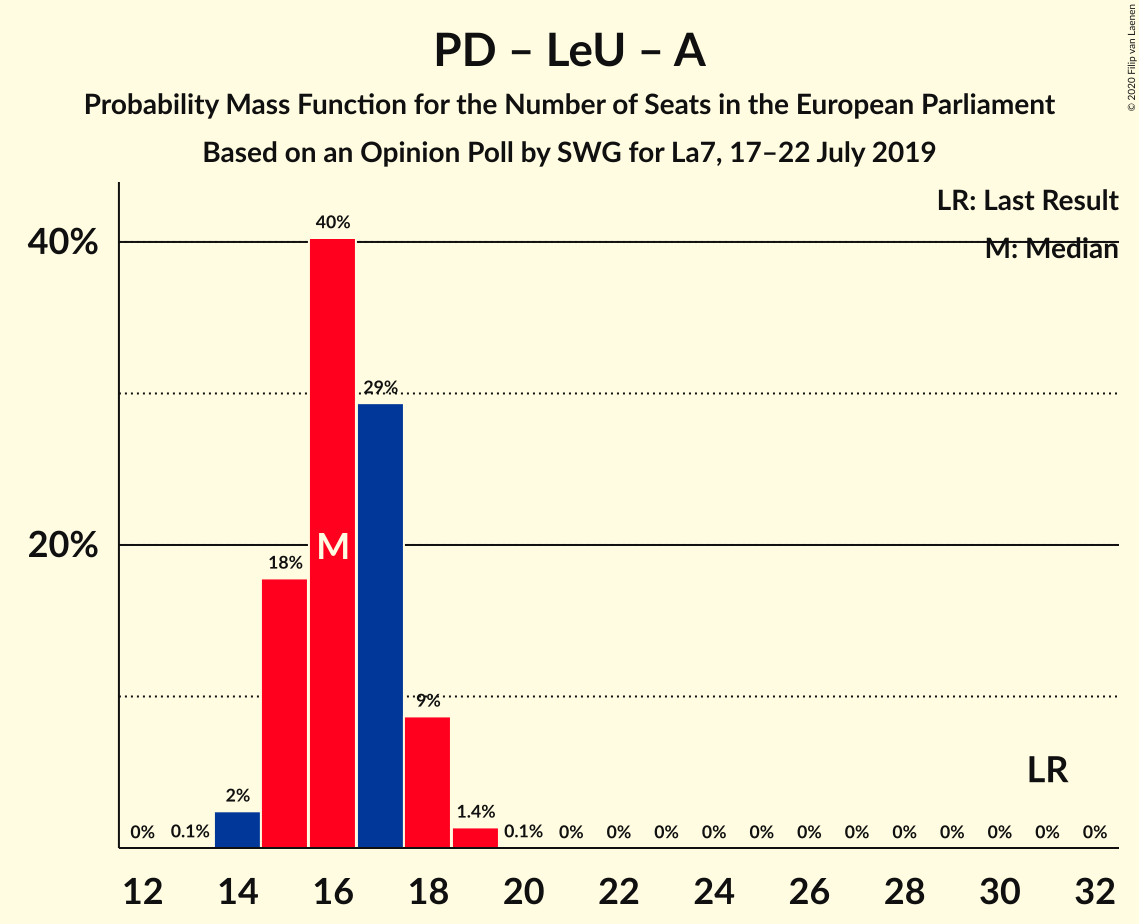 PD – LeU – A
Probability Mass Function for the Number of Seats in the European Parliament
Based on an Opinion Poll by SWG for La7, 17–22 July 2019
© 2020 Filip van Laenen
LR: Last Result
M: Median
40%
20%
0%
0.1%
2%
18%
40%
29%
9%
1.4%
0.1%
0%
0%
0%
0%
0%
0%
0%
0%
0%
0%
0%
0%
M
LR
12 14 16 18 20 22 24 26 28 30 32